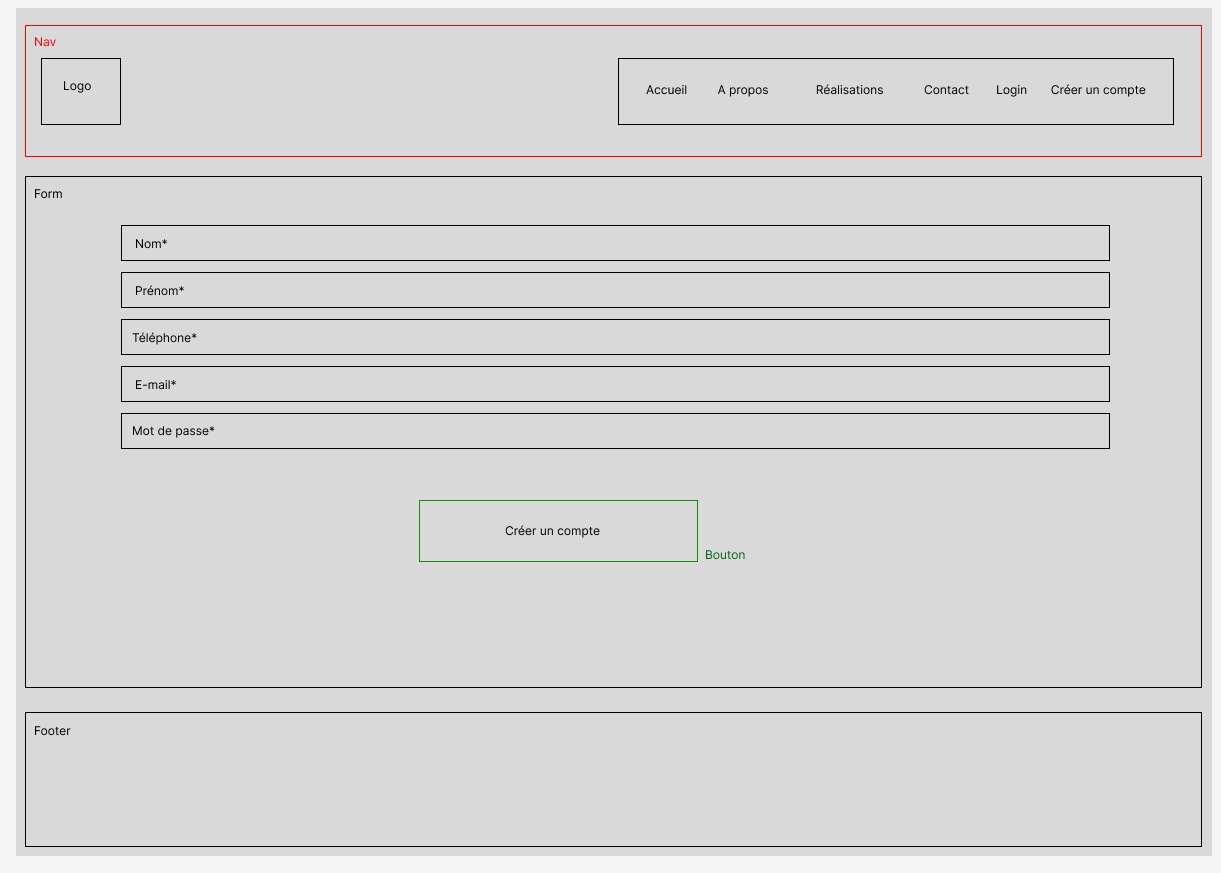 Nav
Logo
Accueil A propos Réalisations Contact Login Créer un compte
Form
Nom*
Prénom*
Téléphone*
E-mail*
Mot de passe*
Créer un compte
Bouton
Footer